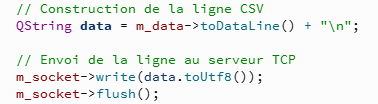 // Construction de la ligne CSV
QString data = m_data->toDataLine() + "\n";
// Envoi de la ligne au serveur TCP
m_socket->write(data.toUtf8());
m_socket->flush();